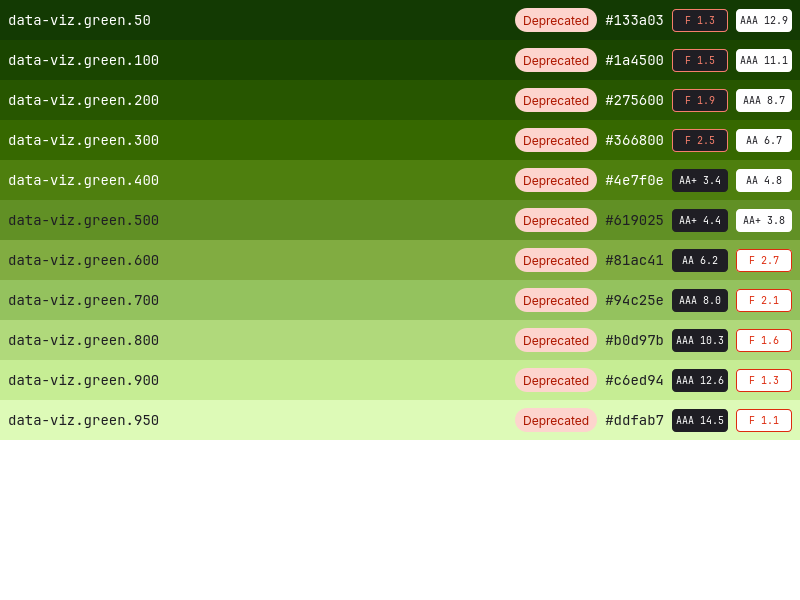 data-viz.green.50 Deprecated #133a03 F 1.3 AAA 12.9
data-viz.green.100 Deprecated #1a4500 F 1.5 AAA 11.1
data-viz.green.200 Deprecated #275600 F 1.9 AAA 8.7
data-viz.green.300 Deprecated #366800 F 2.5 AA 6.7
data-viz.green.400 Deprecated #4e7f0e AA+ 3.4 AA 4.8
data-viz.green.500 Deprecated #619025 AA+ 4.4 AA+ 3.8
data-viz.green.600 Deprecated #81ac41 AA 6.2 F 2.7
data-viz.green.700 Deprecated #94c25e AAA 8.0 F 2.1
data-viz.green.800 Deprecated #b0d97b AAA 10.3 F 1.6
data-viz.green.900 Deprecated #c6ed94 AAA 12.6 F 1.3
data-viz.green.950 Deprecated #ddfab7 AAA 14.5 F 1.1